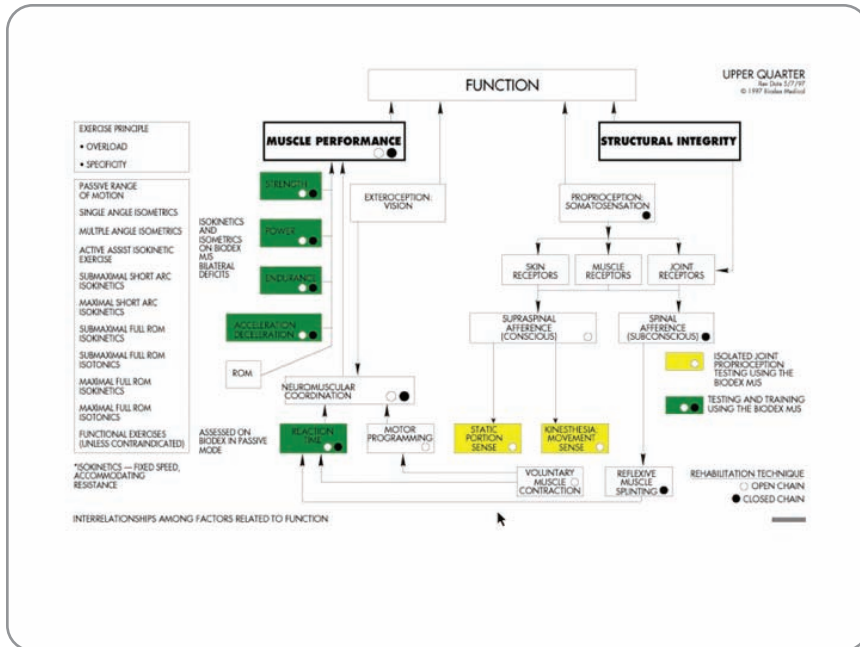 FUNCTION
UPPER QUARTER
Rev Date 5/7/97
© 1997 Biodex Medical
EXERCISE PRINCIPLE
• OVERLOAD
• SPECIFICITY
MUSCLE PERFORMANCE
STRUCTURAL INTEGRITY
PASSIVE RANGE
OF MOTION
SINGLE ANGLE ISOMETRICS
MULTPLE ANGLE ISOMETRICS
ACTIVE ASSIST ISOKINETIC
EXERCISE
SUBMAXIMAL SHORT ARC
ISOKINETICS
MAXIMAL SHORT ARC
ISOKINETICS
SUBMAXIMAL FULL ROM
ISOKINETICS
SUBMAXIMAL FULL ROM
ISOTONICS
MAXIMAL FULL ROM
ISOKINETICS
MAXIMAL FULL ROM
ISOTONICS
FUNCTIONAL EXERCISES
(UNLESS CONTRAINDICATED)
*ISOKINETICS — FIXED SPEED,
ACCOMMODATING
RESISTANCE
ISOKINETICS
AND
ISOMETRICS
ON BIODEX
MJS
BILATERAL
DEFICITS
STRENGTH
POWER
ENDURANCE
ACCELERATION
DECELERATION
ROM
EXTEROCEPTION:
VISION
PROPRIOCEPTION:
SOMATOSENSATION
SKIN
RECEPTORS
MUSCLE
RECEPTORS
JOINT
RECEPTORS
SUPRASPINAL
AFFERENCE
(CONSCIOUS)
SPINAL
AFFERENCE
(SUBCONSCIOUS)
ISOLATED JOINT
PROPRIOCEPTION
TESTING USING THE
BIODEX MJS
TESTING AND TRAINING
USING THE BIODEX MJS
NEUROMUSCULAR
COORDINATION
ASSESSED ON
BIODEX IN PASSIVE
MODE
REACTION
TIME
MOTOR
PROGRAMMING
STATIC
PORTION
SENSE
KINESTHESIA:
MOVEMENT
SENSE
VOLUNTARY
MUSCLE
CONTRACTION
REFLEXIVE
MUSCLE
SPLINTING
REHABILITATION TECHNIQUE
OPEN CHAIN
CLOSED CHAIN
INTERRELATIONSHIPS AMONG FACTORS RELATED TO FUNCTION